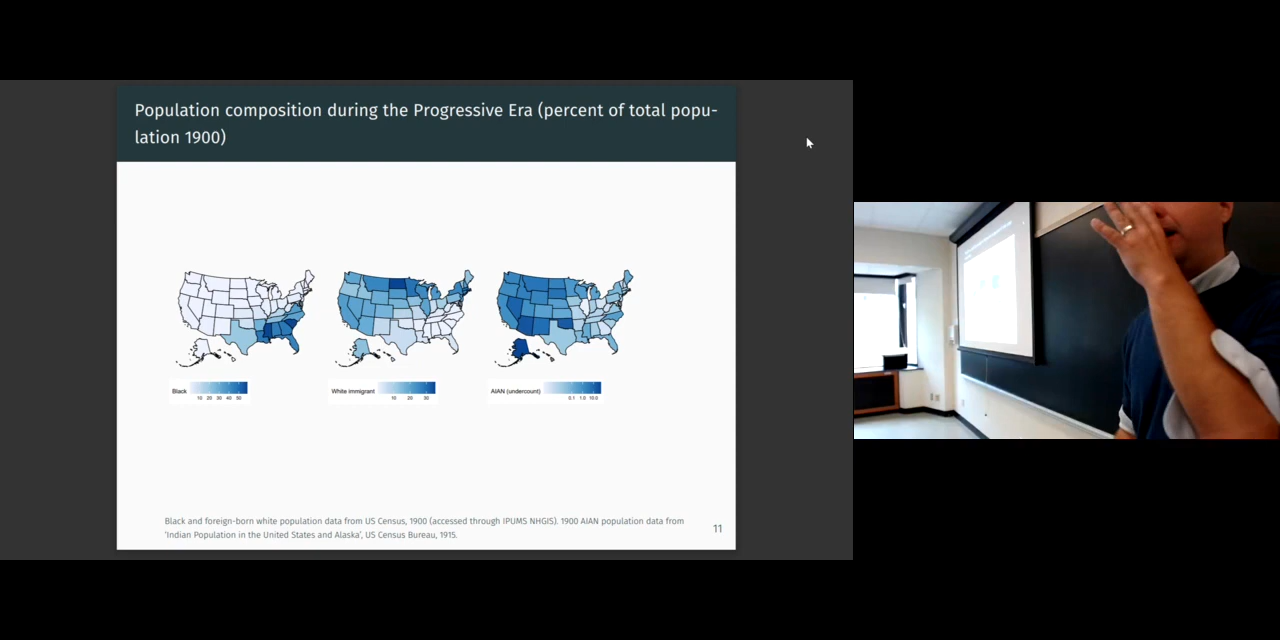 Population composition during the Progressive Era (percent of total popu-
lation 1900)
Black
10 20 30 40 50
White immigrant
10 20 30
AIAN (undercount)
0.1 1.0 10.0
Black and foreign-born white population data from US Census, 1900 (accessed through IPUMS NHGIS). 1900 AIAN population data from
'Indian Population in the United States and Alaska', US Census Bureau, 1915.
11